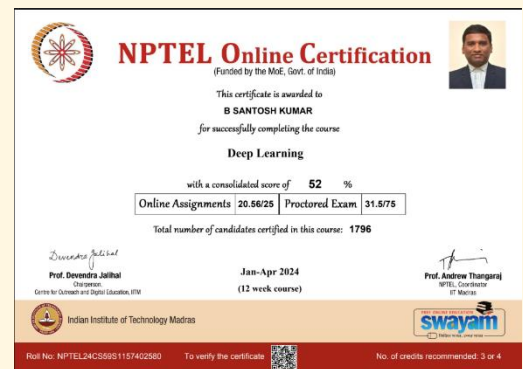 NPTEL Online Certification
(Funded by the MoE, Govt. of India)
This certificate is awarded to
B SANTOSH KUMAR
for successfully completing the course
Deep Learning
with a consolidated score of 52 %
Online Assignments 20.56/25 Proctored Exam 31.5/75
Total number of candidates certified in this course: 1796
Devendra Jalihal
Prof. Devendra Jalihal
Chairperson,
Centre for Outreach and Digital Education, IITM
Jan-Apr 2024
(12 week course)
Prof. Andrew Thangaraj
NPTEL, Coordinator
IIT Madras
Indian Institute of Technology Madras
FREE ONLINE EDUCATION
swayam
Roll No: NPTEL24CS59S1157402580 To verify the certificate No. of credits recommended: 3 or 4